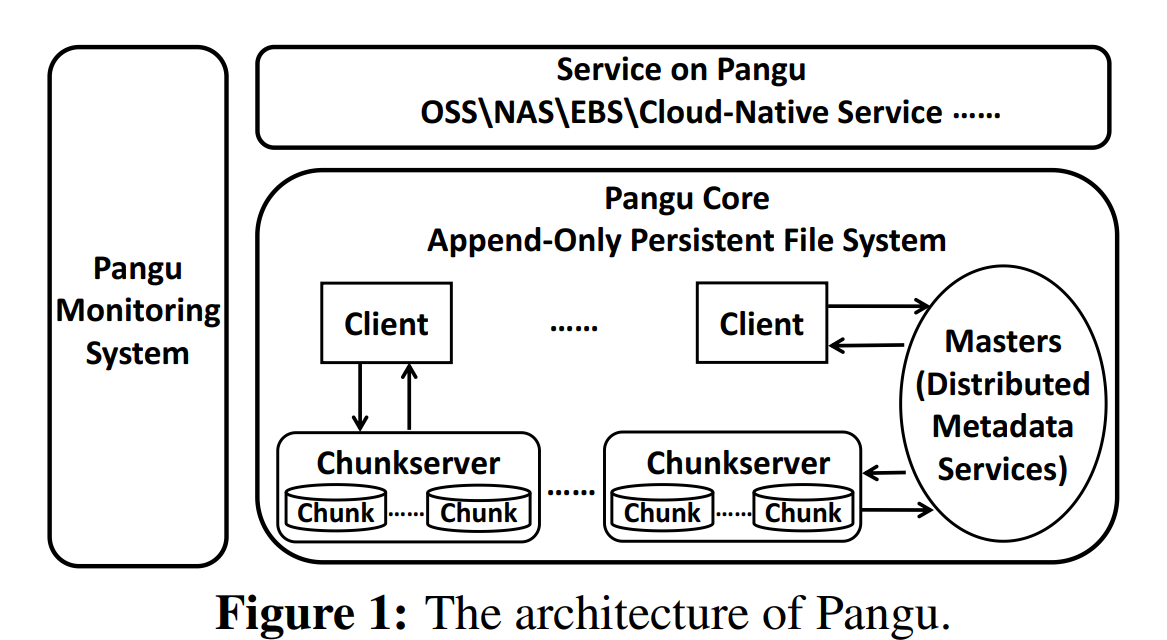 Service on Pangu
OSS\NAS\EBS\Cloud-Native Service ······
Pangu
Monitoring
System
Pangu Core
Append-Only Persistent File System
Client
······
Client
Masters
(Distributed
Metadata
Services)
Chunkserver
Chunk ······ Chunk
······
Chunkserver
Chunk ······ Chunk
Figure 1: The architecture of Pangu.